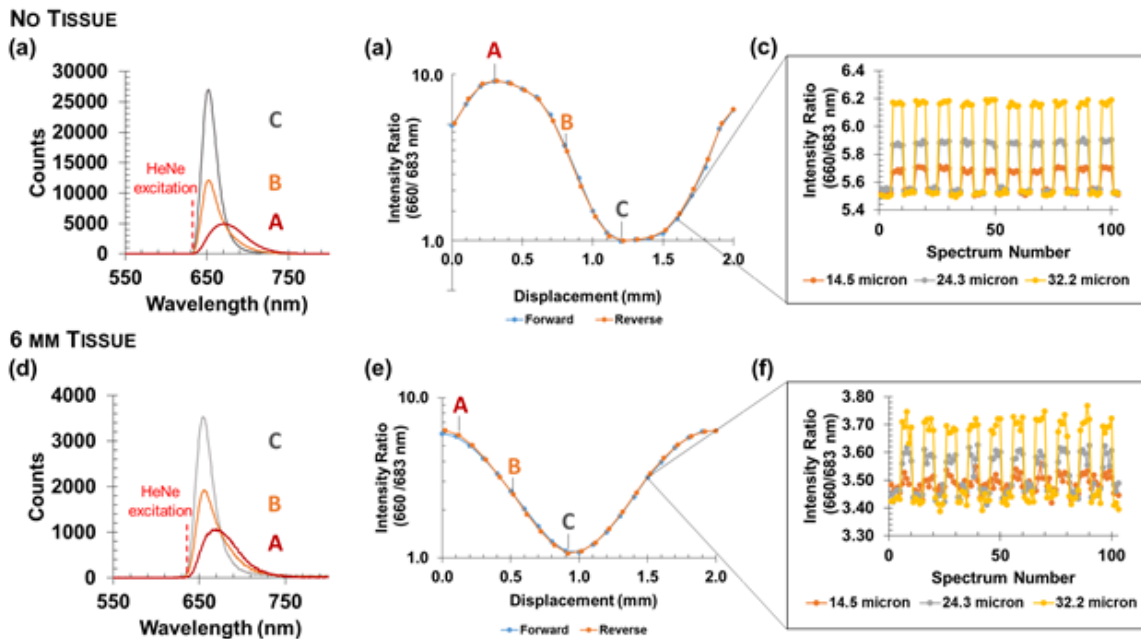 NO TISSUE
(a)
30000
25000
20000
15000
10000
5000
0
Counts
HeNe
excitation
C
B
A
550
650
750
Wavelength (nm)
(a)
A
B
C
10.0
1.0
Intensity Ratio
(660/ 683 nm)
0.0
0.5
1.0
1.5
2.0
Displacement (mm)
Forward
Reverse
(c)
6.4
6.2
6.0
5.8
5.6
5.4
Intensity Ratio
(660/683 nm)
0
50
100
Spectrum Number
14.5 micron
24.3 micron
32.2 micron
6 MM TISSUE
(d)
4000
3000
2000
1000
0
Counts
HeNe
excitation
C
B
A
550
650
750
Wavelength (nm)
(e)
A
B
C
10.0
1.0
Intensity Ratio
(660 /683 nm)
0.0
0.5
1.0
1.5
2.0
Displacement (mm)
Forward
Reverse
(f)
3.80
3.70
3.60
3.50
3.40
3.30
Intensity Ratio
(660/683 nm)
0
50
100
Spectrum Number
14.5 micron
24.3 micron
32.2 micron